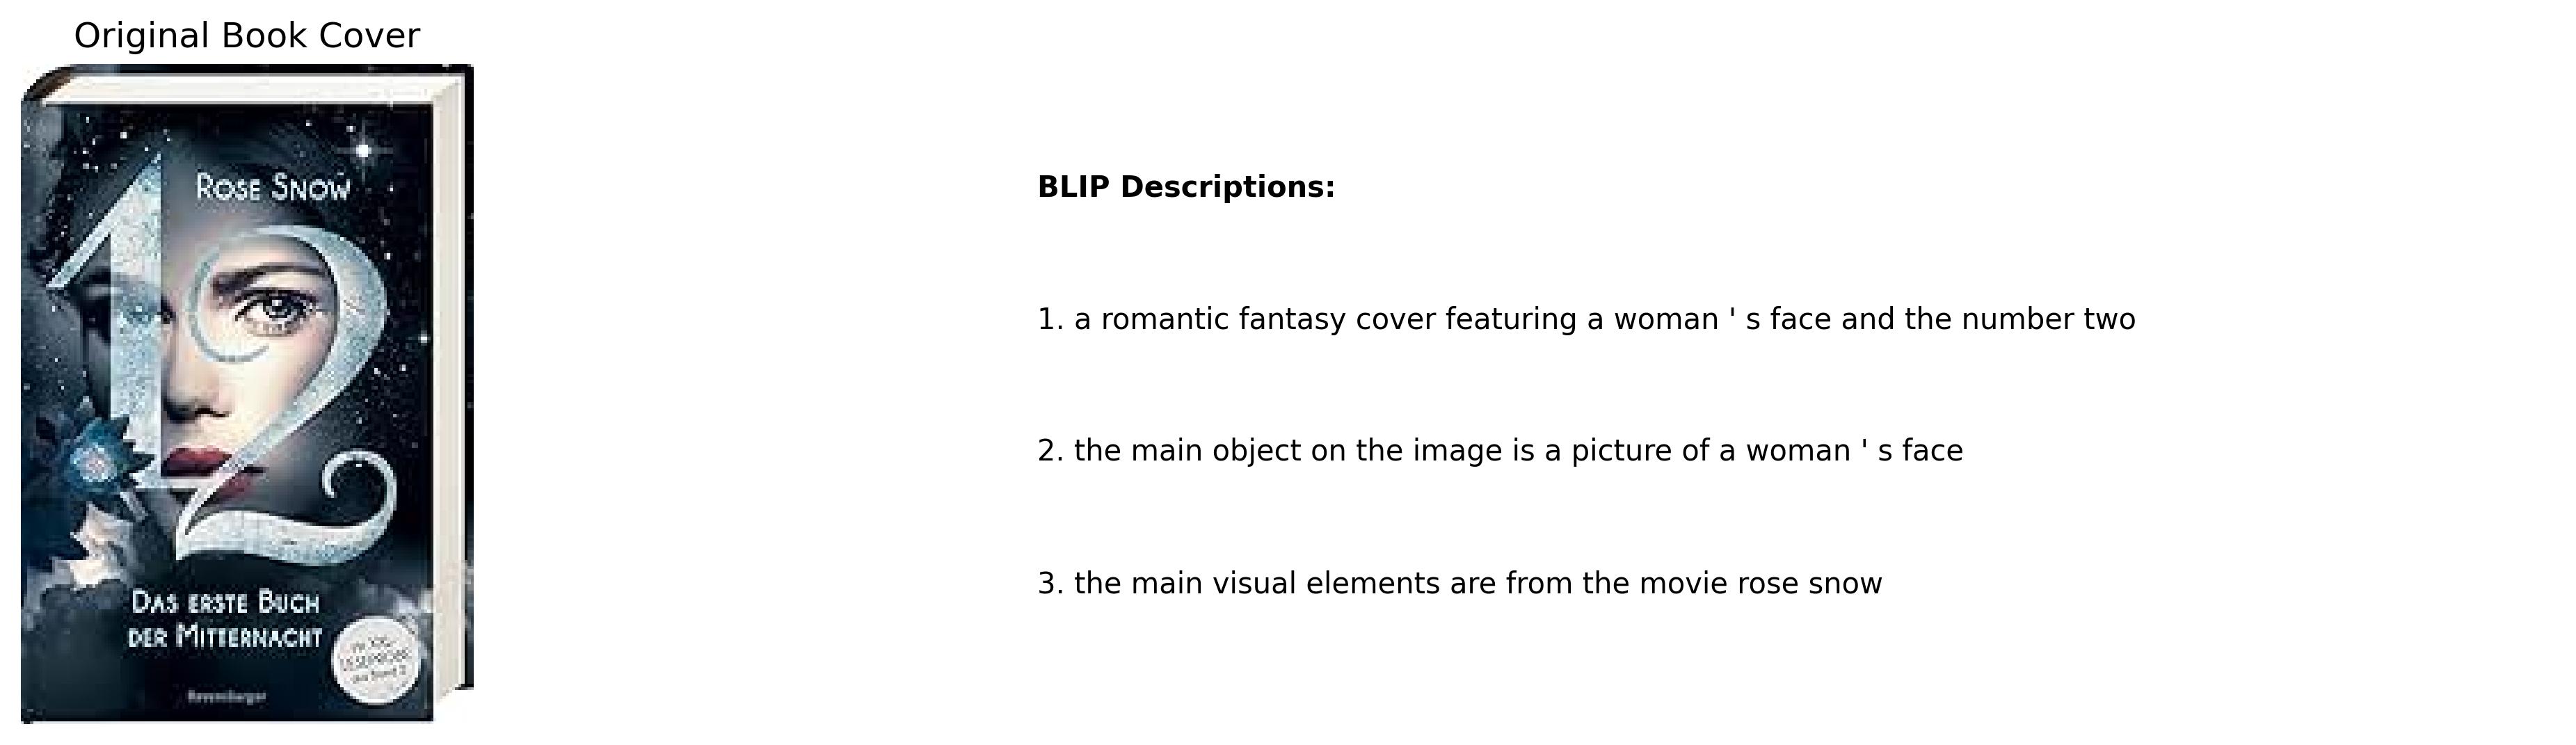 Original Book Cover
ROSE SNOW
12
DAS ERSTE BUCH
DER MITTERNACHT
Ravensburger
BLIP Descriptions:
1. a romantic fantasy cover featuring a woman ' s face and the number two
2. the main object on the image is a picture of a woman ' s face
3. the main visual elements are from the movie rose snow